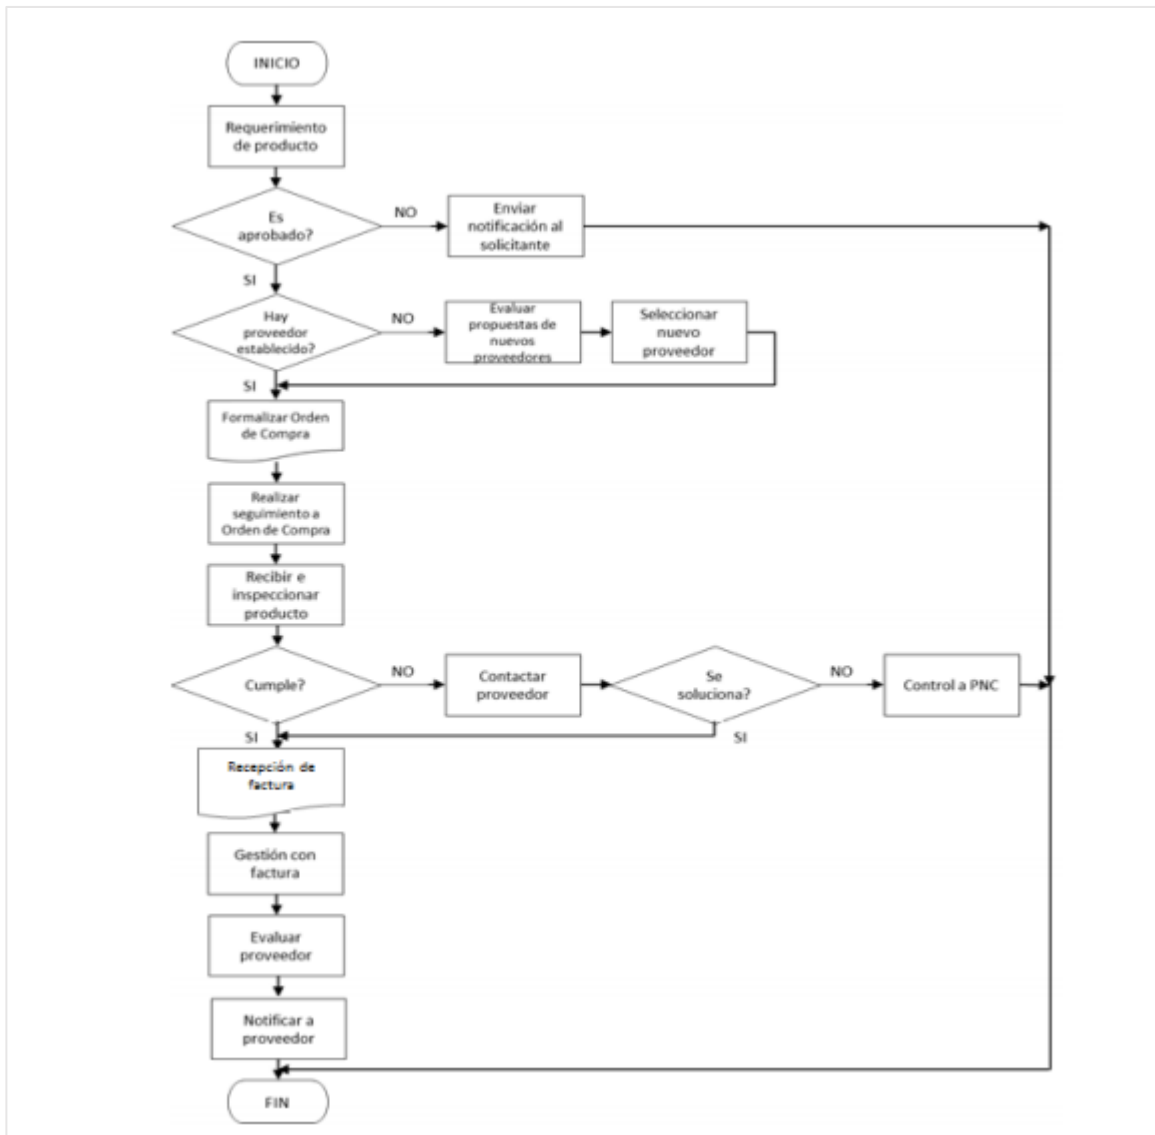 INICIO
Requerimiento
de producto
Es
aprobado?
NO
Enviar
notificación al
solicitante
SI
Hay
proveedor
establecido?
NO
Evaluar
propuestas de
nuevos
proveedores
Seleccionar
nuevo
proveedor
SI
Formalizar Orden
de Compra
Realizar
seguimiento a
Orden de Compra
Recibir e
inspeccionar
producto
Cumple?
NO
Contactar
proveedor
Se
soluciona?
NO
Control a PNC
SI
SI
Recepción de
factura
Gestión con
factura
Evaluar
proveedor
Notificar a
proveedor
FIN